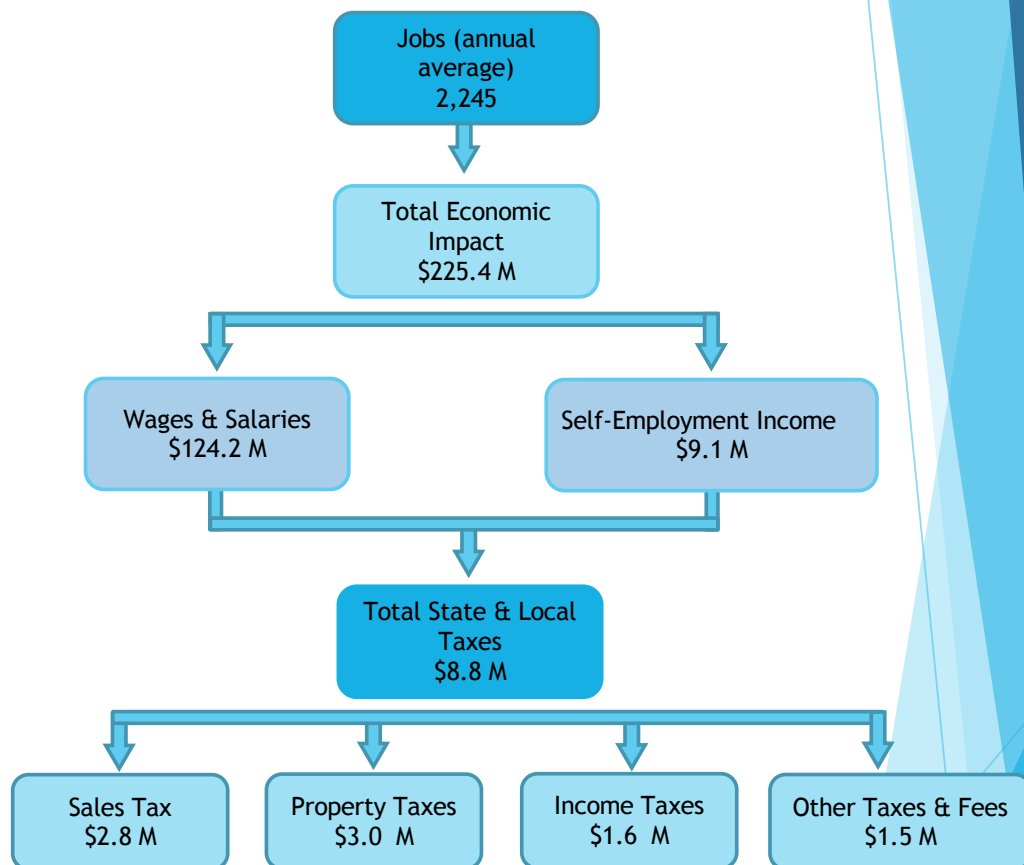 Jobs (annual
average)
2,245
Total Economic
Impact
$225.4 M
Wages & Salaries
$124.2 M
Self-Employment Income
$9.1 M
Total State & Local
Taxes
$8.8 M
Sales Tax
$2.8 M
Property Taxes
$3.0  M
Income Taxes
$1.6  M
Other Taxes & Fees
$1.5 M